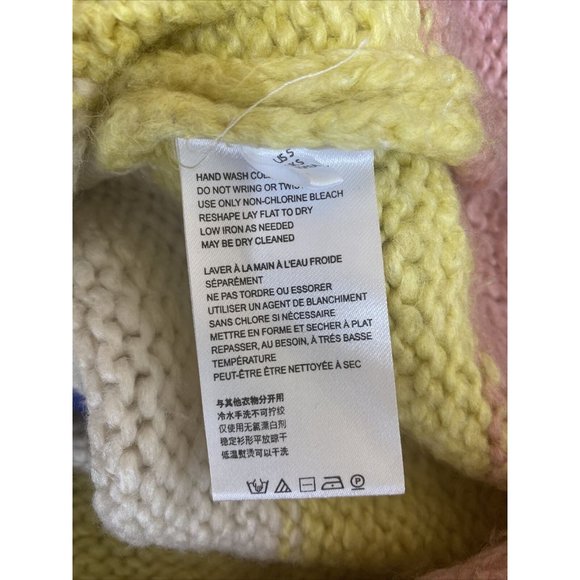 US S
HAND WASH COL
DO NOT WRING OR TWIST
USE ONLY NON-CHLORINE BLEACH
RESHAPE LAY FLAT TO DRY
LOW IRON AS NEEDED
MAY BE DRY CLEANED
LAVER À LA MAIN À L'EAU FROIDE
SÉPARÉMENT
NE PAS TORDRE OU ESSORER
UTILISER UN AGENT DE BLANCHIMENT
SANS CHLORE SI NÉCESSAIRE
METTRE EN FORME ET SECHER À PLAT
REPASSER, AU BESOIN, À TRÉS BASSE
TEMPÉRATURE
PEUT-ÊTRE ÊTRE NETTOYÉE À SEC
与其他衣物分开用
冷水手洗不可拧绞
仅使用无氯漂白剂
稳定衫形平放晾干
低温熨烫可以干洗